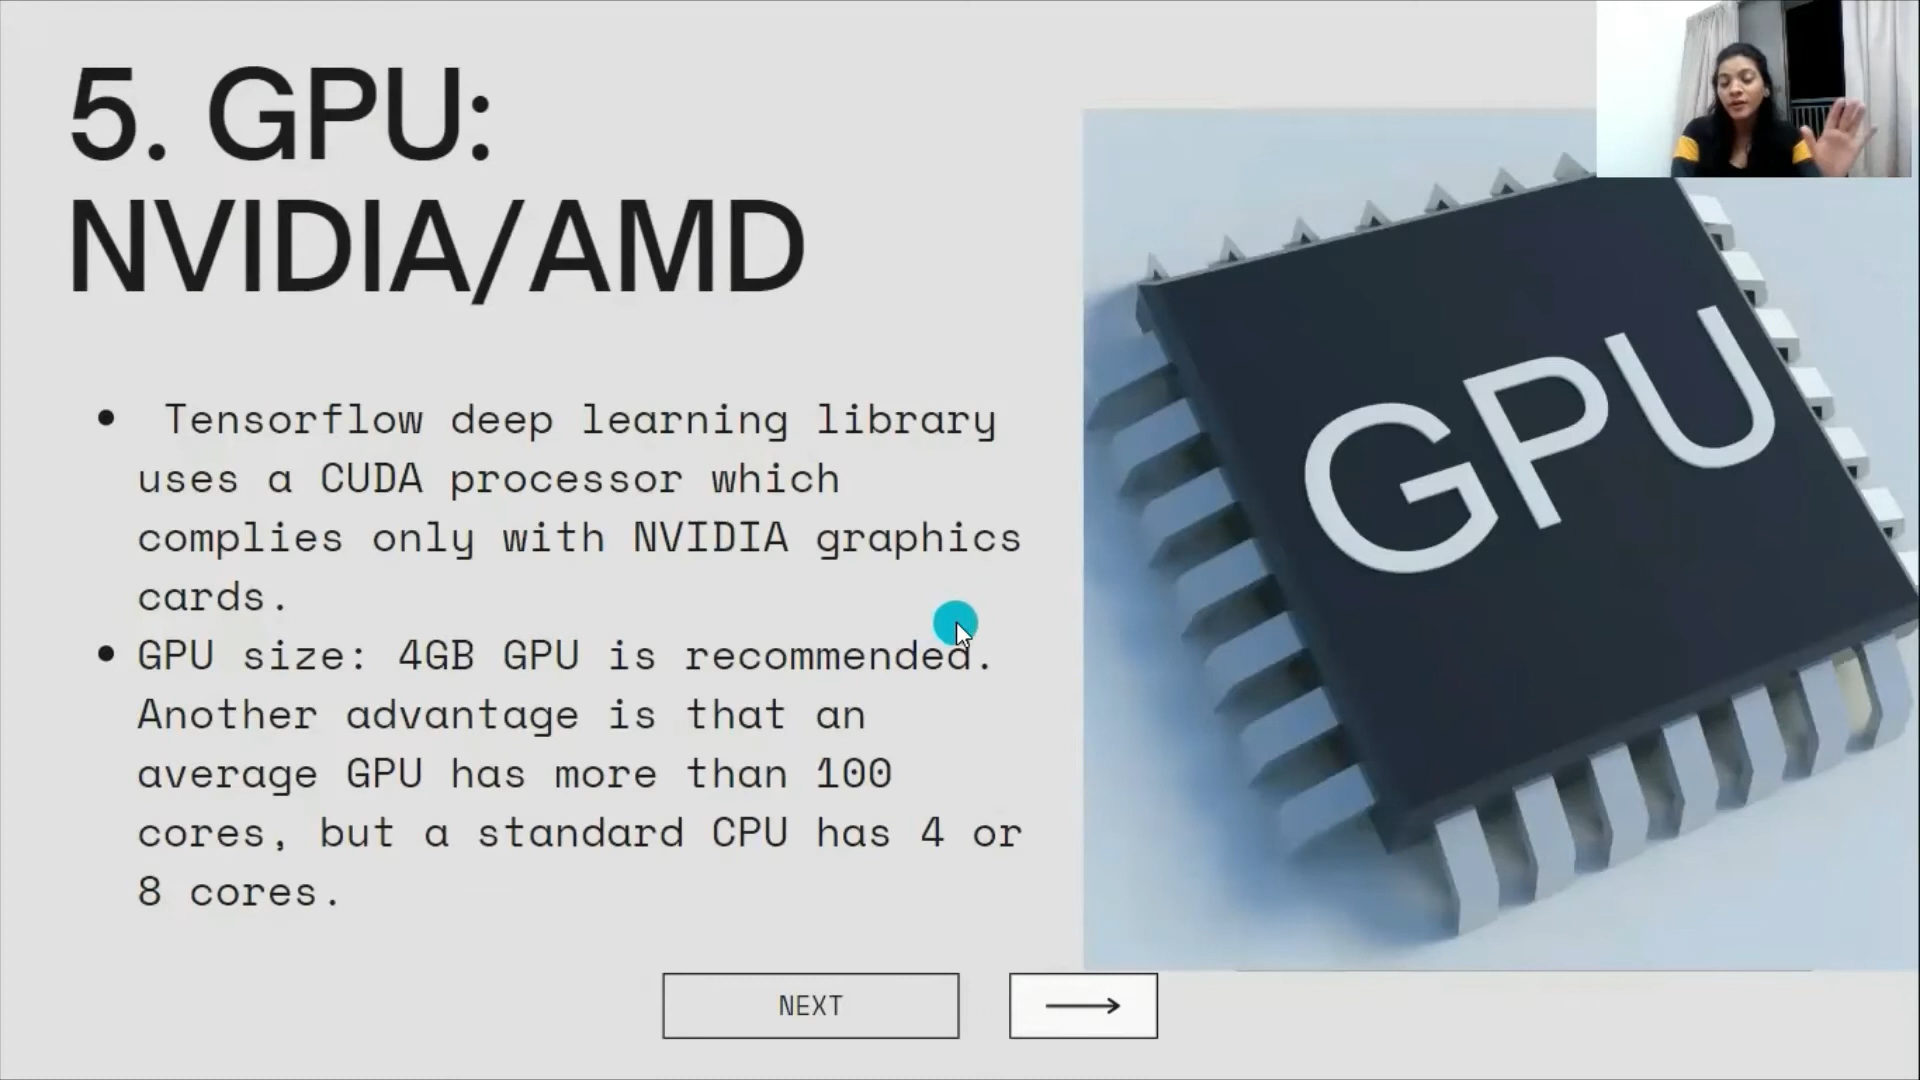 5. GPU:
NVIDIA/AMD
Tensorflow deep learning library
uses a CUDA processor which
complies only with NVIDIA graphics
cards.
GPU size: 4GB GPU is recommended.
Another advantage is that an
average GPU has more than 100
cores, but a standard CPU has 4 or
8 cores.
GPU
NEXT